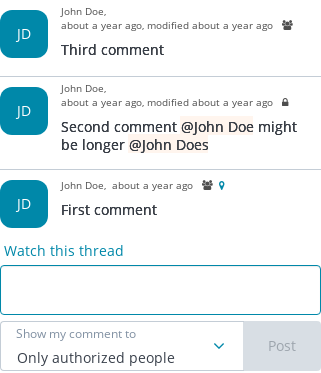 JD
John Doe,
about a year ago, modified about a year ago
Third comment
JD
John Doe,
about a year ago, modified about a year ago
Second comment @John Doe might
be longer @John Does
JD
John Doe, about a year ago
First comment
Watch this thread
Show my comment to
Only authorized people
Post